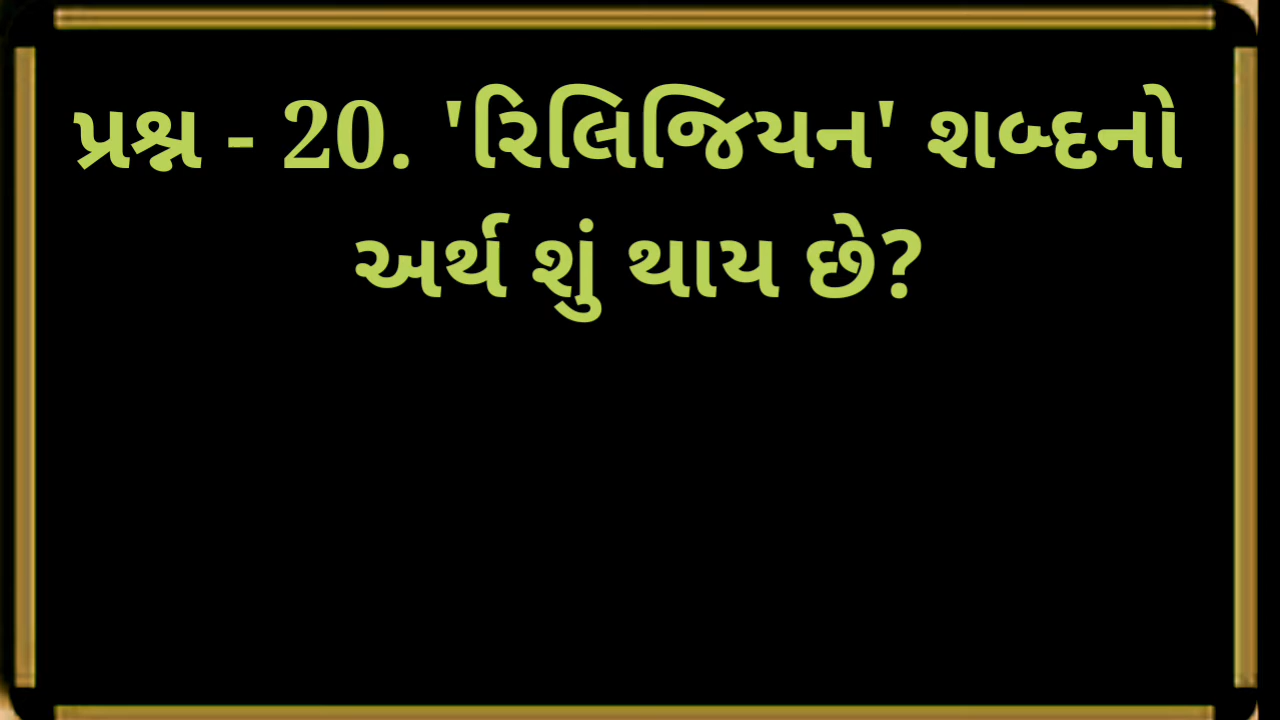 પ્રશ્ન - 20. 'રિલિજિયન' શબ્દનો
અર્થ શું થાય છે?